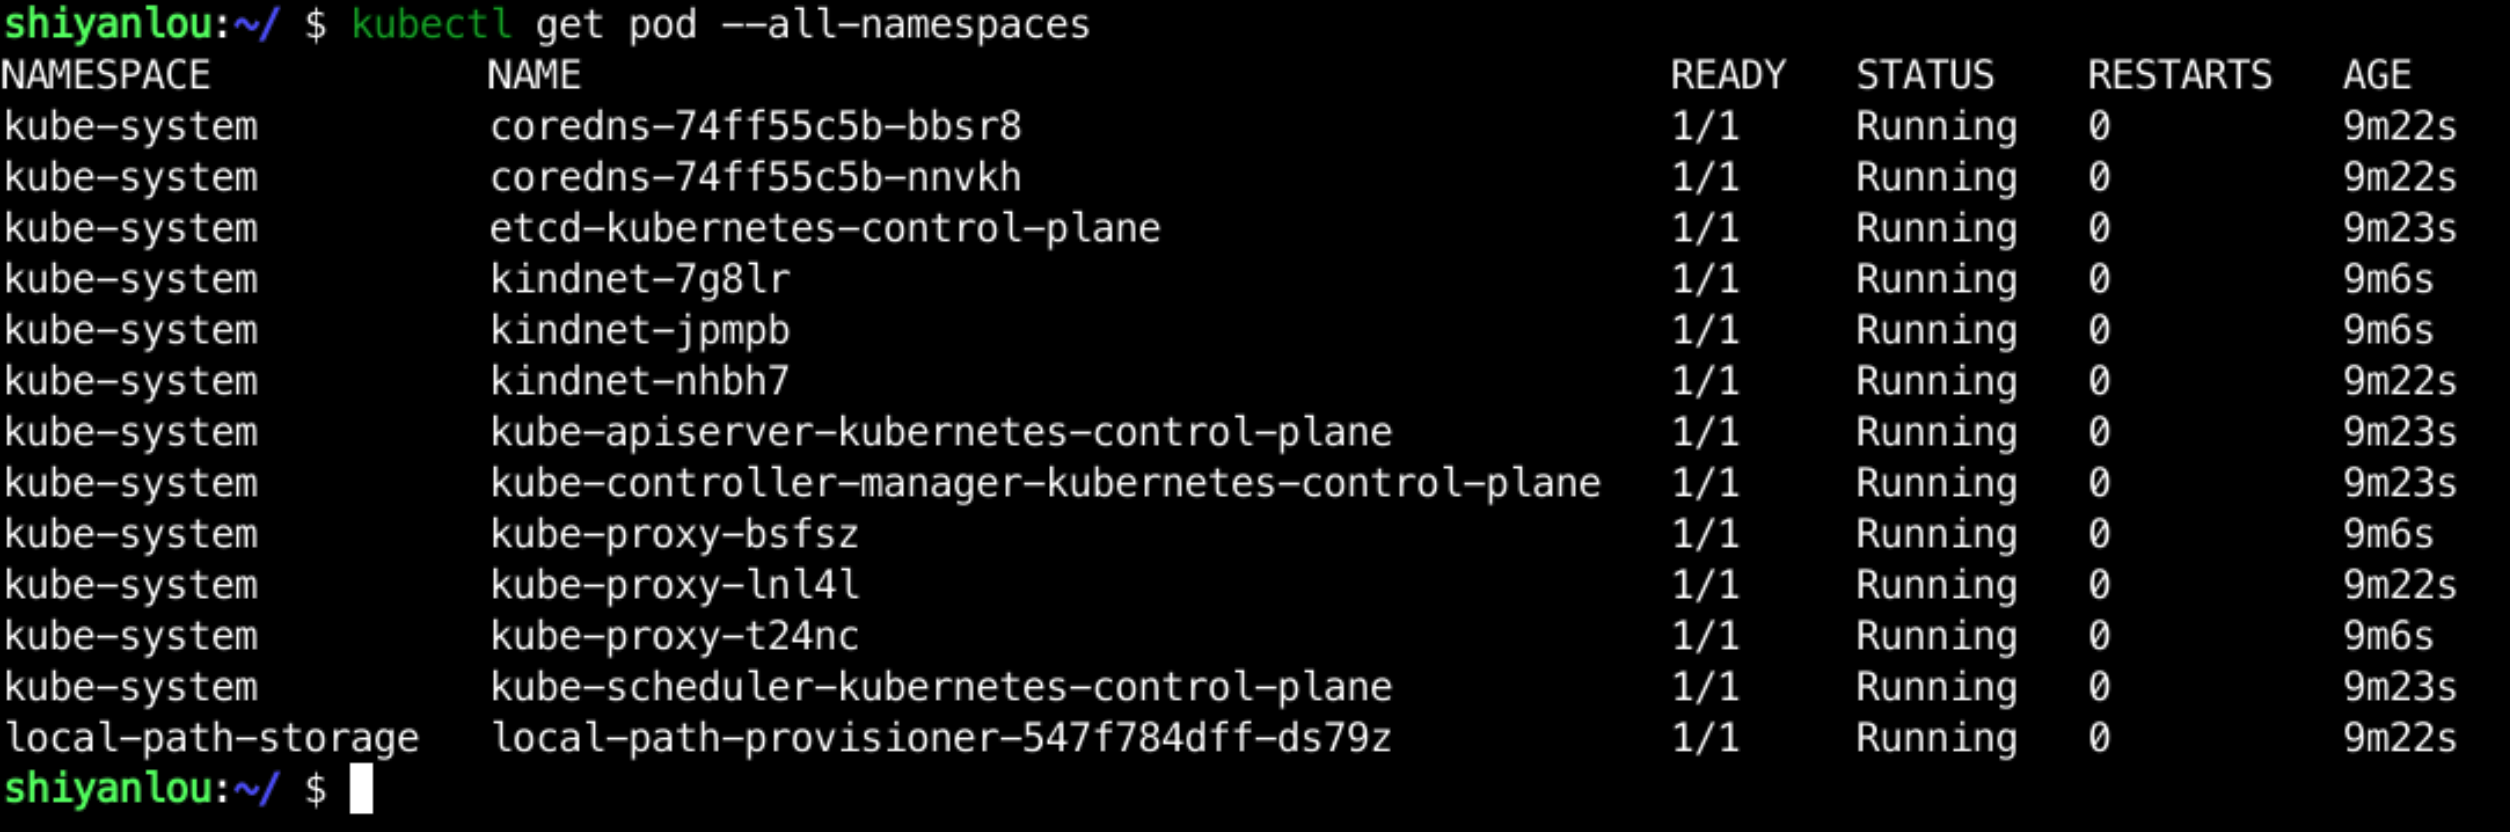 shiyanlou:~/ $ kubectl get pod --all-namespaces
NAMESPACE            NAME                                               READY   STATUS    RESTARTS   AGE
kube-system          coredns-74ff55c5b-bbsr8                            1/1     Running   0          9m22s
kube-system          coredns-74ff55c5b-nnvkh                            1/1     Running   0          9m22s
kube-system          etcd-kubernetes-control-plane                      1/1     Running   0          9m23s
kube-system          kindnet-7g8lr                                      1/1     Running   0          9m6s
kube-system          kindnet-jpmpb                                      1/1     Running   0          9m6s
kube-system          kindnet-nhbh7                                      1/1     Running   0          9m22s
kube-system          kube-apiserver-kubernetes-control-plane            1/1     Running   0          9m23s
kube-system          kube-controller-manager-kubernetes-control-plane   1/1     Running   0          9m23s
kube-system          kube-proxy-bsfsz                                   1/1     Running   0          9m6s
kube-system          kube-proxy-lnl4l                                   1/1     Running   0          9m22s
kube-system          kube-proxy-t24nc                                   1/1     Running   0          9m6s
kube-system          kube-scheduler-kubernetes-control-plane            1/1     Running   0          9m23s
local-path-storage   local-path-provisioner-547f784dff-ds79z            1/1     Running   0          9m22s
shiyanlou:~/ $